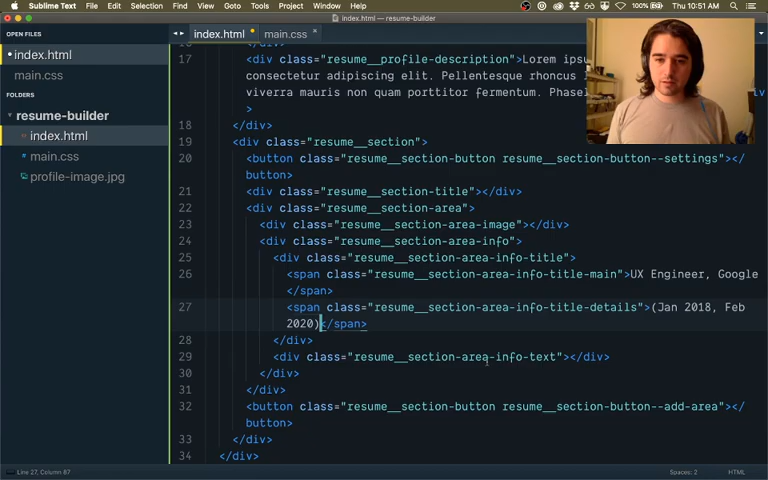 Sublime Text File Edit Selection Find View Goto Tools Project Window Help 100% Thu 10:51 AM
index.html — resume-builder
OPEN FILES
index.html
main.css
FOLDERS
resume-builder
index.html
main.css
profile-image.jpg
index.html main.css ×
16 </div>
17 <div class="resume__profile-description">Lorem ipsu
consectetur adipiscing elit. Pellentesque rhoncus
viverra mauris non quam porttitor fermentum. Phasel iv
>
18 </div>
19 <div class="resume__section">
20 <button class="resume__section-button resume__section-button--settings"></
button>
21 <div class="resume__section-title"></div>
22 <div class="resume__section-area">
23 <div class="resume__section-area-image"></div>
24 <div class="resume__section-area-info">
25 <div class="resume__section-area-info-title">
26 <span class="resume__section-area-info-title-main">UX Engineer, Google
</span>
27 <span class="resume__section-area-info-title-details">(Jan 2018, Feb
2020)</span>
28 </div>
29 <div class="resume__section-area-info-text"></div>
30 </div>
31 </div>
32 <button class="resume__section-button resume__section-button--add-area"></
button>
33 </div>
34 </div>
Line 27, Column 87 Spaces: 2 HTML